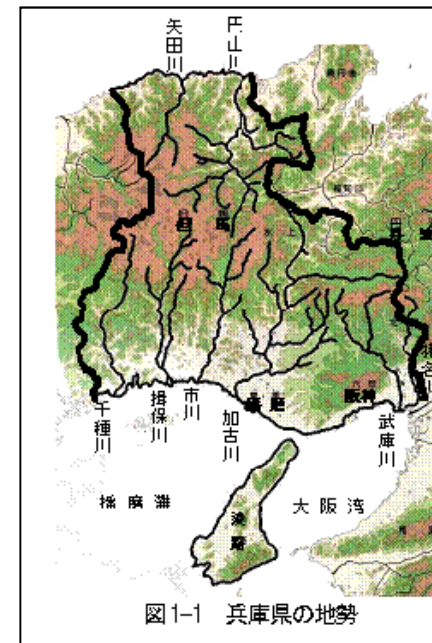 矢田川
円山川
但
馬
千種川
揖保川
市川
加古川
武庫川
阪神
播磨灘
大阪湾
淡路
図1-1 兵庫県の地勢